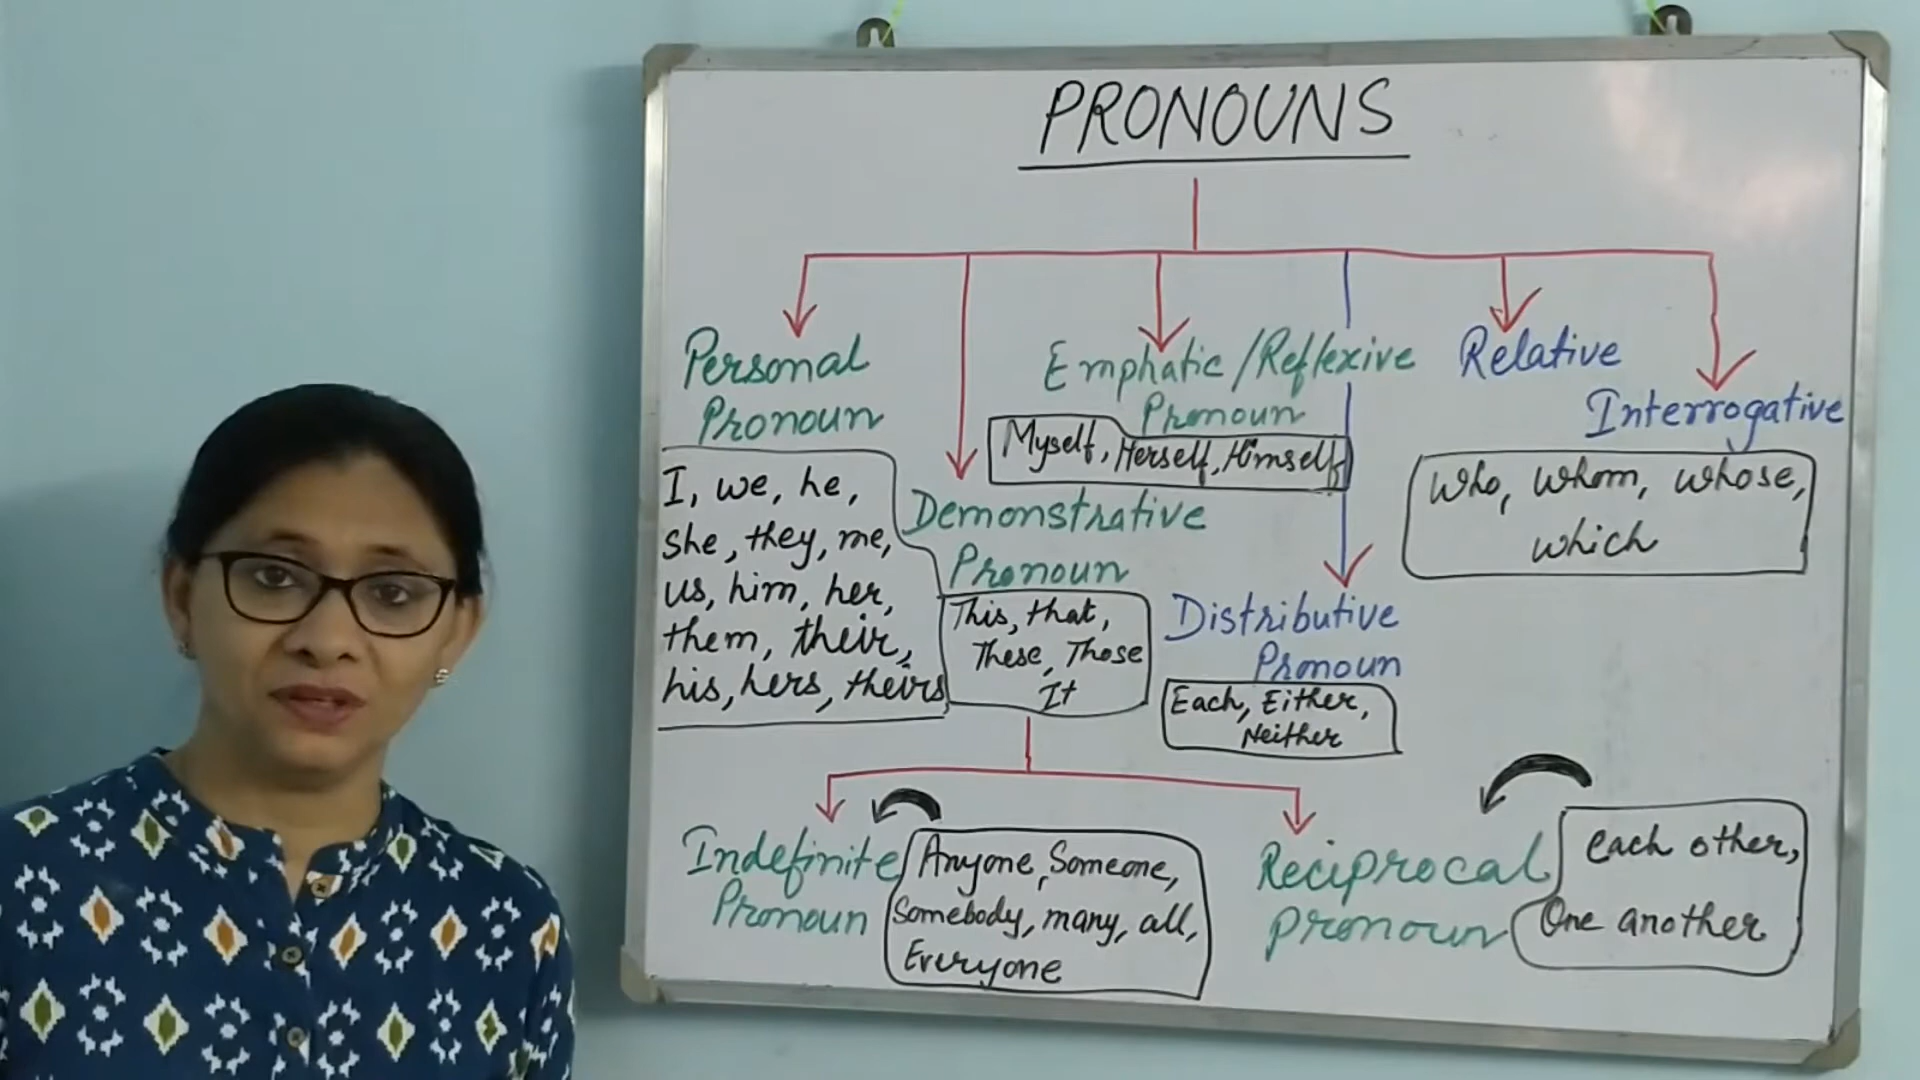 PRONOUNS
Personal
Pronoun
I, we, he,
she, they, me,
us, him, her,
them, their,
his, hers, theirs
Demonstrative
Pronoun
This, that,
These, Those
It
Emphatic / Reflexive
Pronoun
Myself, Herself, Himself
Distributive
Pronoun
Each, Either,
Neither
Relative
Interrogative
Who, whom, whose,
which
Indefinite
Pronoun
Anyone, Someone,
Somebody, many, all,
Everyone
Reciprocal
pronoun
each other,
One another